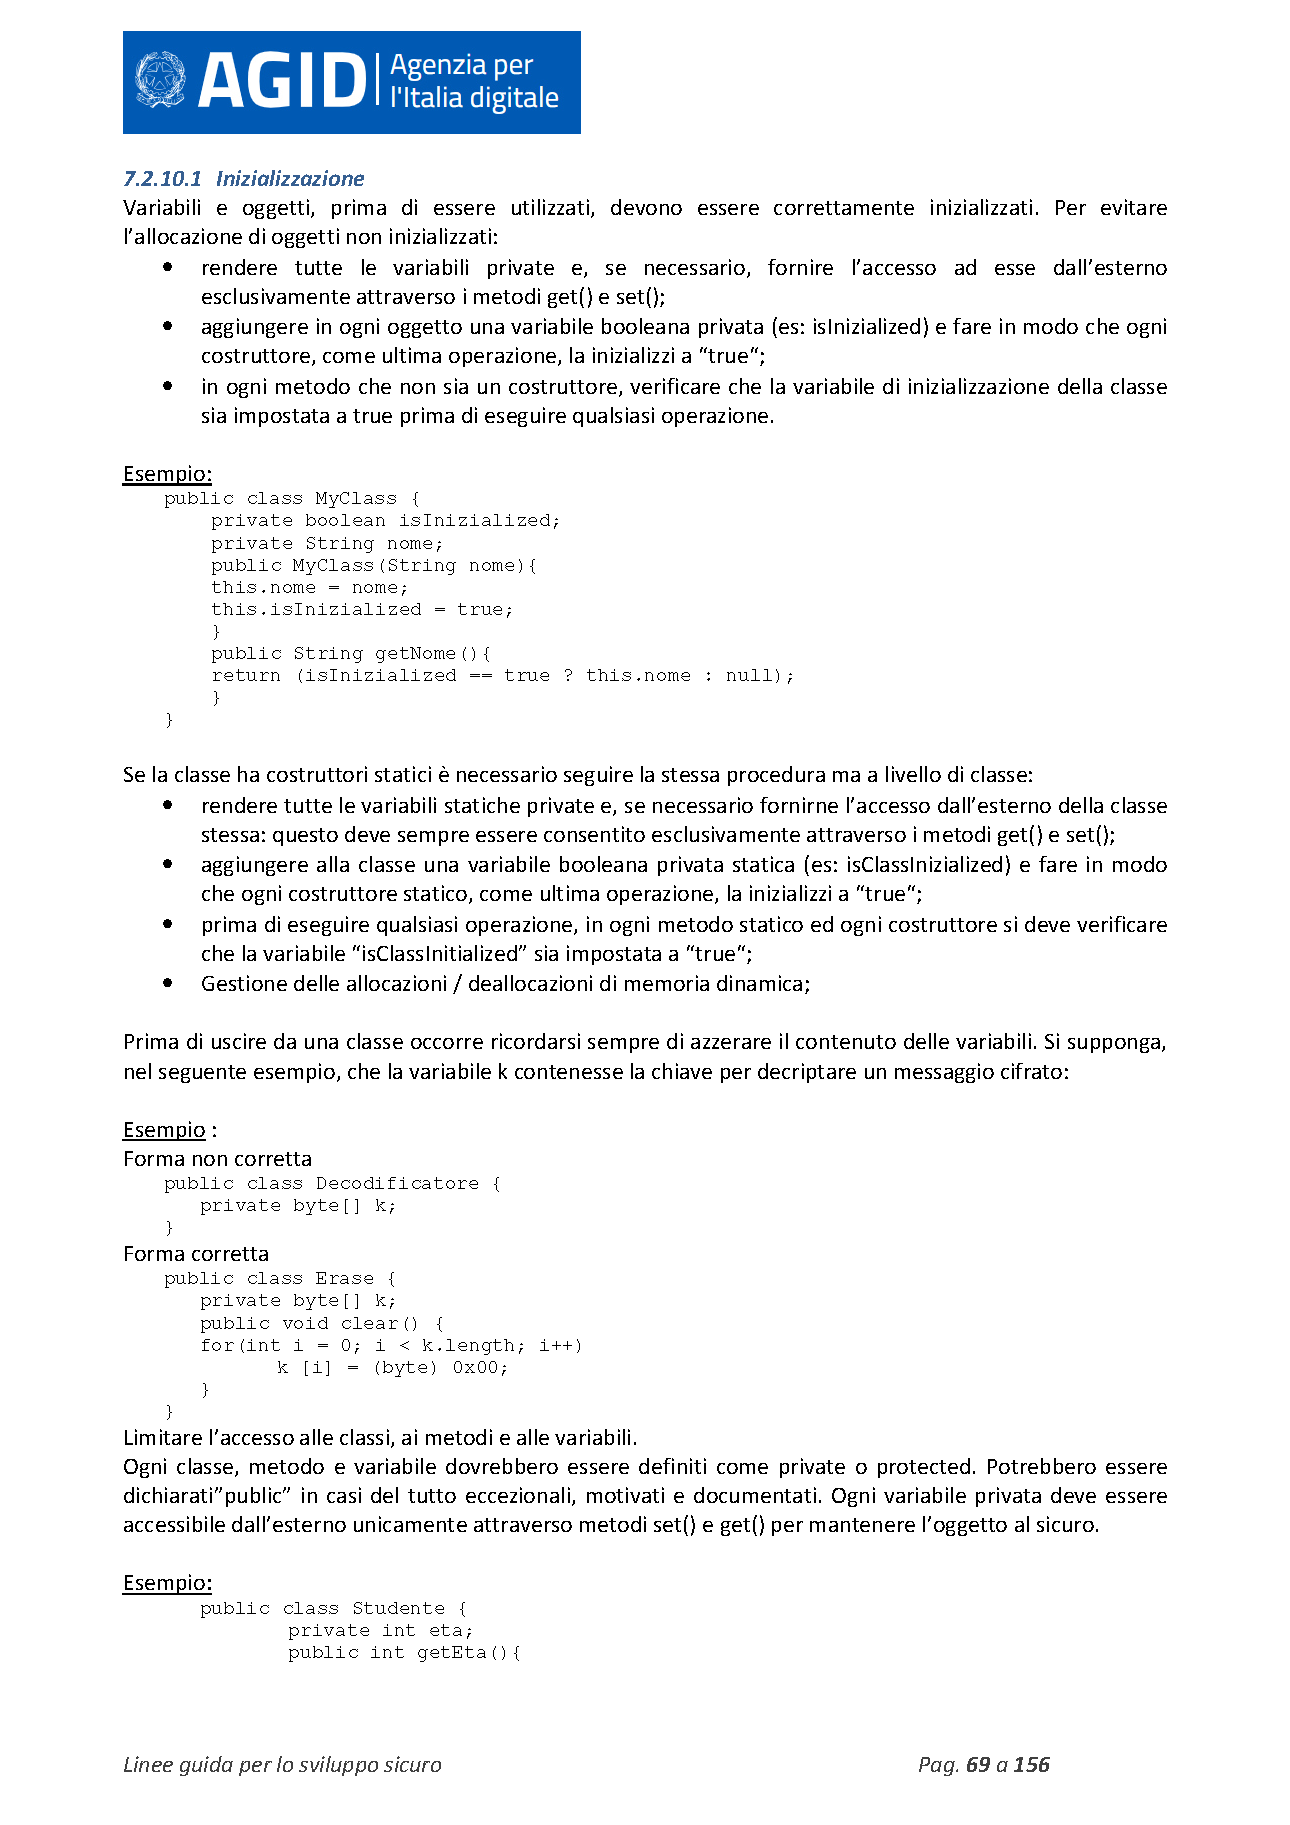 AGID Agenzia per
l'Italia digitale
7.2.10.1 Inizializzazione
Variabili e oggetti, prima di essere utilizzati, devono essere correttamente inizializzati. Per evitare
l’allocazione di oggetti non inizializzati:
• rendere tutte le variabili private e, se necessario, fornire l’accesso ad esse dall’esterno
esclusivamente attraverso i metodi get() e set();
• aggiungere in ogni oggetto una variabile booleana privata (es: isInizialized) e fare in modo che ogni
costruttore, come ultima operazione, la inizializzi a “true“;
• in ogni metodo che non sia un costruttore, verificare che la variabile di inizializzazione della classe
sia impostata a true prima di eseguire qualsiasi operazione.
Esempio:
public class MyClass {
private boolean isInizialized;
private String nome;
public MyClass(String nome){
this.nome = nome;
this.isInizialized = true;
}
public String getNome(){
return (isInizialized == true ? this.nome : null);
}
}
Se la classe ha costruttori statici è necessario seguire la stessa procedura ma a livello di classe:
• rendere tutte le variabili statiche private e, se necessario fornirne l’accesso dall’esterno della classe
stessa: questo deve sempre essere consentito esclusivamente attraverso i metodi get() e set();
• aggiungere alla classe una variabile booleana privata statica (es: isClassInizialized) e fare in modo
che ogni costruttore statico, come ultima operazione, la inizializzi a “true“;
• prima di eseguire qualsiasi operazione, in ogni metodo statico ed ogni costruttore si deve verificare
che la variabile “isClassInitialized” sia impostata a “true“;
• Gestione delle allocazioni / deallocazioni di memoria dinamica;
Prima di uscire da una classe occorre ricordarsi sempre di azzerare il contenuto delle variabili. Si supponga,
nel seguente esempio, che la variabile k contenesse la chiave per decriptare un messaggio cifrato:
Esempio :
Forma non corretta
public class Decodificatore {
private byte[] k;
}
Forma corretta
public class Erase {
private byte[] k;
public void clear() {
for(int i = 0; i < k.length; i++)
k [i] = (byte) 0x00;
}
}
Limitare l’accesso alle classi, ai metodi e alle variabili.
Ogni classe, metodo e variabile dovrebbero essere definiti come private o protected. Potrebbero essere
dichiarati”public” in casi del tutto eccezionali, motivati e documentati. Ogni variabile privata deve essere
accessibile dall’esterno unicamente attraverso metodi set() e get() per mantenere l’oggetto al sicuro.
Esempio:
public class Studente {
private int eta;
public int getEta(){
Linee guida per lo sviluppo sicuro Pag. 69 a 156